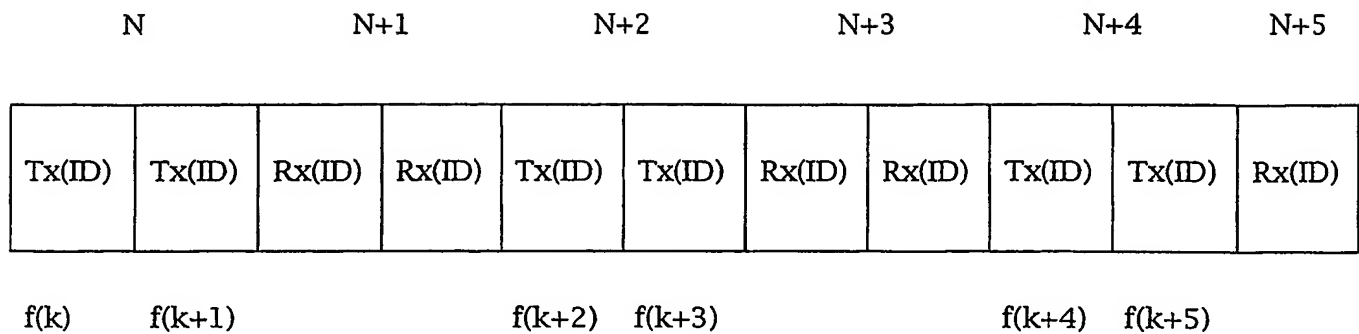 N N+1 N+2 N+3 N+4 N+5
Tx(ID) Tx(ID) Rx(ID) Rx(ID) Tx(ID) Tx(ID) Rx(ID) Rx(ID) Tx(ID) Tx(ID) Rx(ID)
f(k) f(k+1) f(k+2) f(k+3) f(k+4) f(k+5)